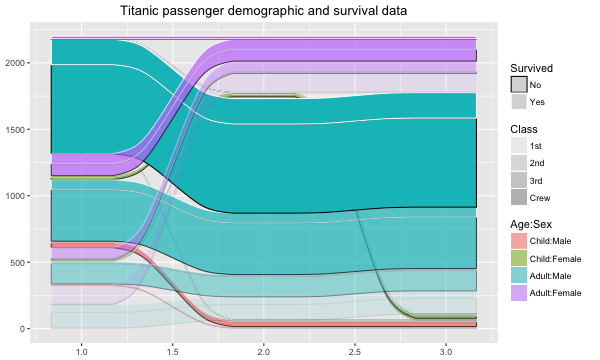 Titanic passenger demographic and survival data
2000
1500
1000
500
0
1.0 1.5 2.0 2.5 3.0
Survived
No
Yes
Class
1st
2nd
3rd
Crew
Age:Sex
Child:Male
Child:Female
Adult:Male
Adult:Female